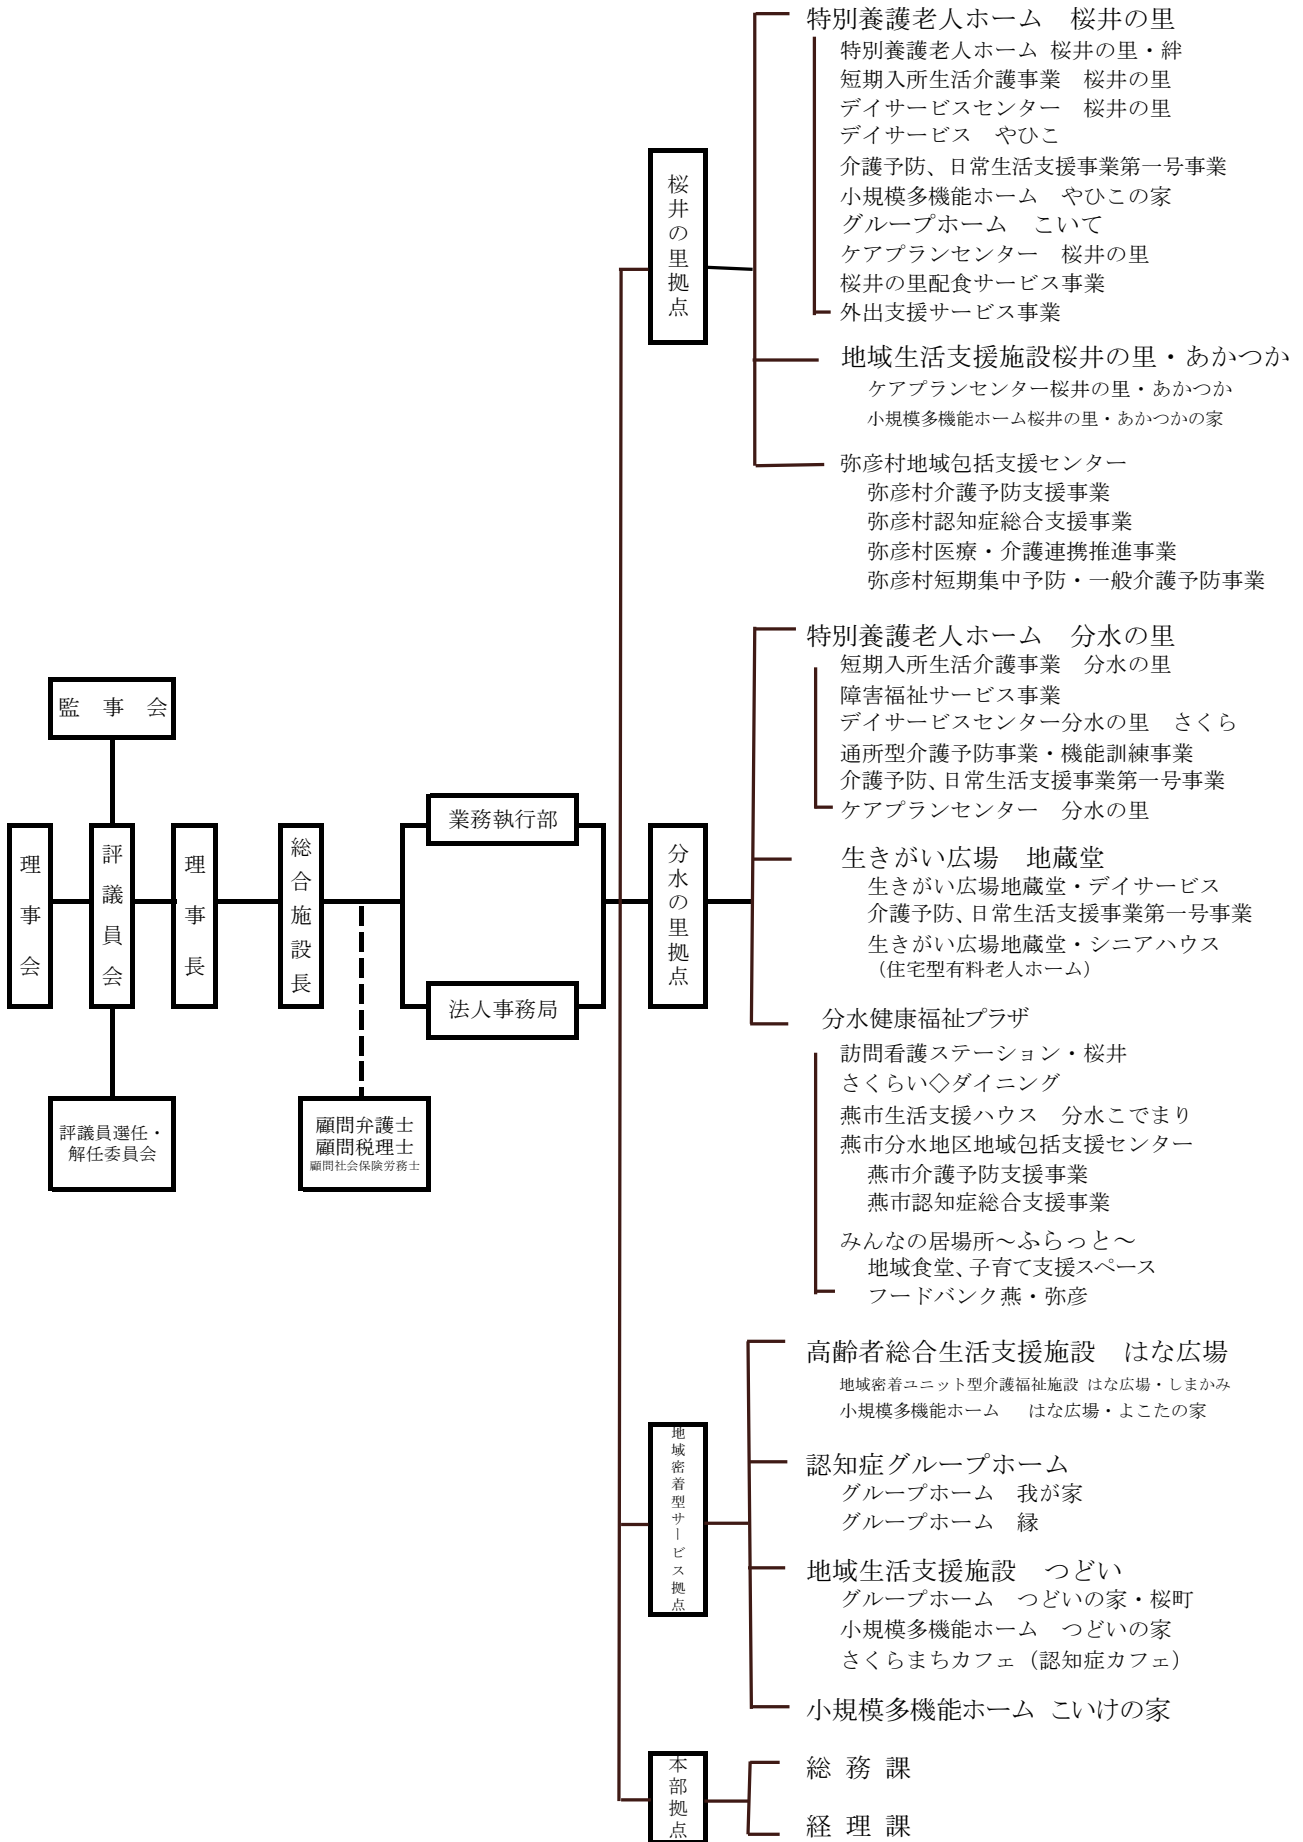 監　事　会
理事会
評議員会
理事長
総合施設長
業務執行部
法人事務局
評議員選任・
解任委員会
顧問弁護士
顧問税理士
顧問社会保険労務士
桜井の里拠点
特別養護老人ホーム　桜井の里
特別養護老人ホーム 桜井の里・絆
短期入所生活介護事業　桜井の里
デイサービスセンター　桜井の里
デイサービス　やひこ
介護予防、日常生活支援事業第一号事業
小規模多機能ホーム　やひこの家
グループホーム　こいて
ケアプランセンター　桜井の里
桜井の里配食サービス事業
外出支援サービス事業
地域生活支援施設桜井の里・あかつか
ケアプランセンター桜井の里・あかつか
小規模多機能ホーム桜井の里・あかつかの家
弥彦村地域包括支援センター
弥彦村介護予防支援事業
弥彦村認知症総合支援事業
弥彦村医療・介護連携推進事業
弥彦村短期集中予防・一般介護予防事業
分水の里拠点
特別養護老人ホーム　分水の里
短期入所生活介護事業　分水の里
障害福祉サービス事業
デイサービスセンター分水の里　さくら
通所型介護予防事業・機能訓練事業
介護予防、日常生活支援事業第一号事業
ケアプランセンター　分水の里
生きがい広場　地蔵堂
生きがい広場地蔵堂・デイサービス
介護予防、日常生活支援事業第一号事業
生きがい広場地蔵堂・シニアハウス
（住宅型有料老人ホーム）
分水健康福祉プラザ
訪問看護ステーション・桜井
さくらい◇ダイニング
燕市生活支援ハウス　分水こでまり
燕市分水地区地域包括支援センター
燕市介護予防支援事業
燕市認知症総合支援事業
みんなの居場所～ふらっと～
地域食堂、子育て支援スペース
フードバンク燕・弥彦
地域密着型サービス拠点
高齢者総合生活支援施設　はな広場
地域密着ユニット型介護福祉施設 はな広場・しまかみ
小規模多機能ホーム　はな広場・よこたの家
認知症グループホーム
グループホーム　我が家
グループホーム　縁
地域生活支援施設　つどい
グループホーム　つどいの家・桜町
小規模多機能ホーム　つどいの家
さくらまちカフェ（認知症カフェ）
小規模多機能ホーム こいけの家
本部拠点
総 務 課
経 理 課